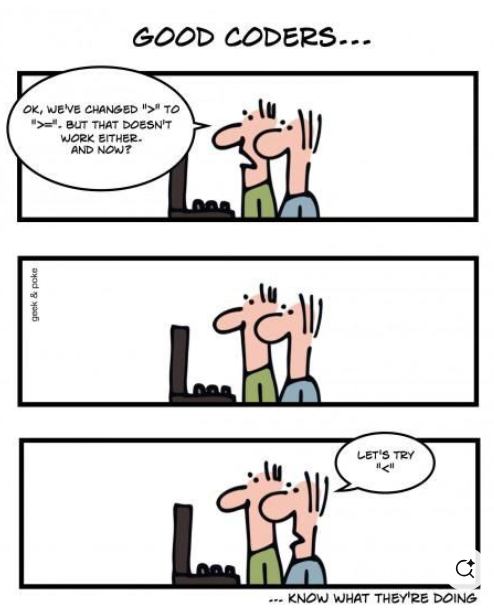 GOOD CODERS...
OK, WE'VE CHANGED ">" TO
">=". BUT THAT DOESN'T
WORK EITHER.
AND NOW?
geek & poke
LET'S TRY
"<"
... KNOW WHAT THEY'RE DOING